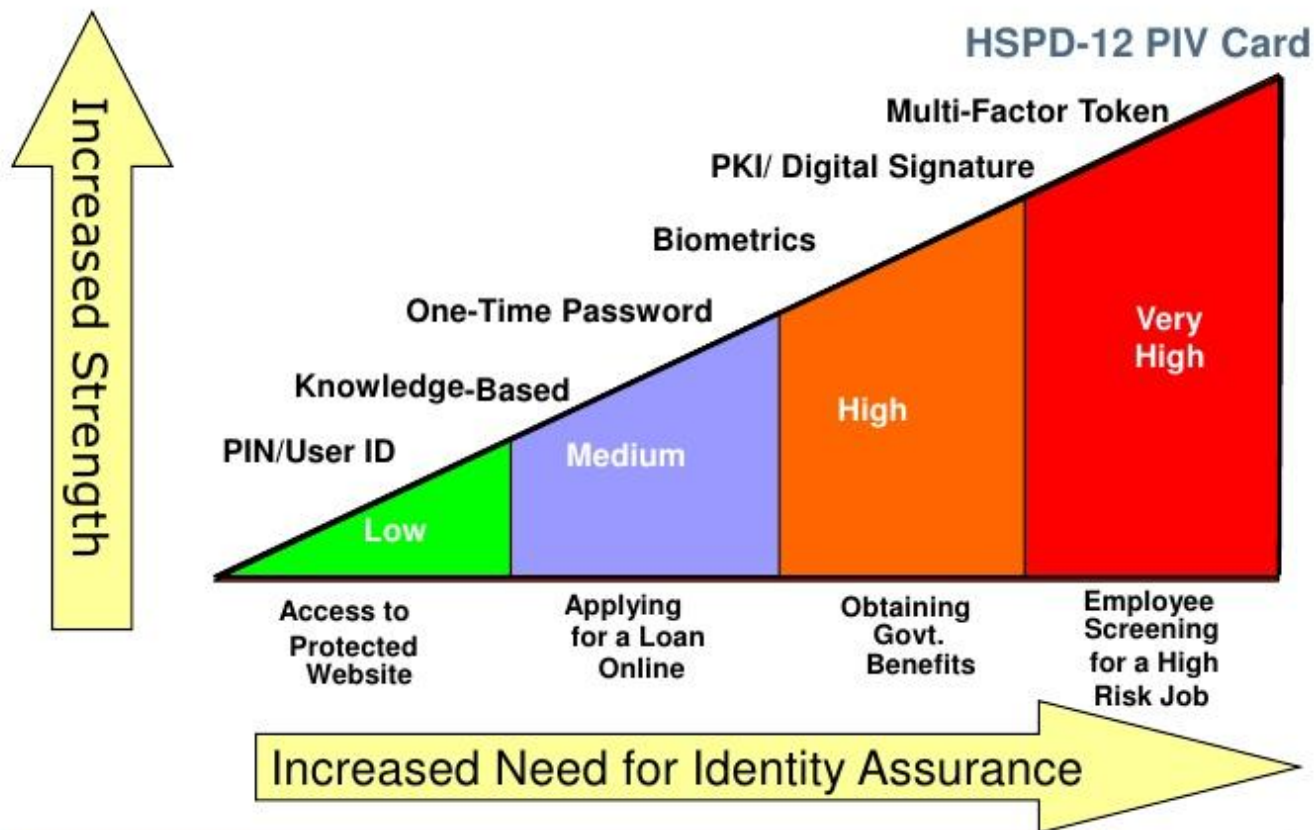 HSPD-12 PIV Card
Multi-Factor Token
PKI/ Digital Signature
Biometrics
One-Time Password
Knowledge-Based
PIN/User ID
Increased Strength
Low
Medium
High
Very
High
Access to
Protected
Website
Applying
for a Loan
Online
Obtaining
Govt.
Benefits
Employee
Screening
for a High
Risk Job
Increased Need for Identity Assurance